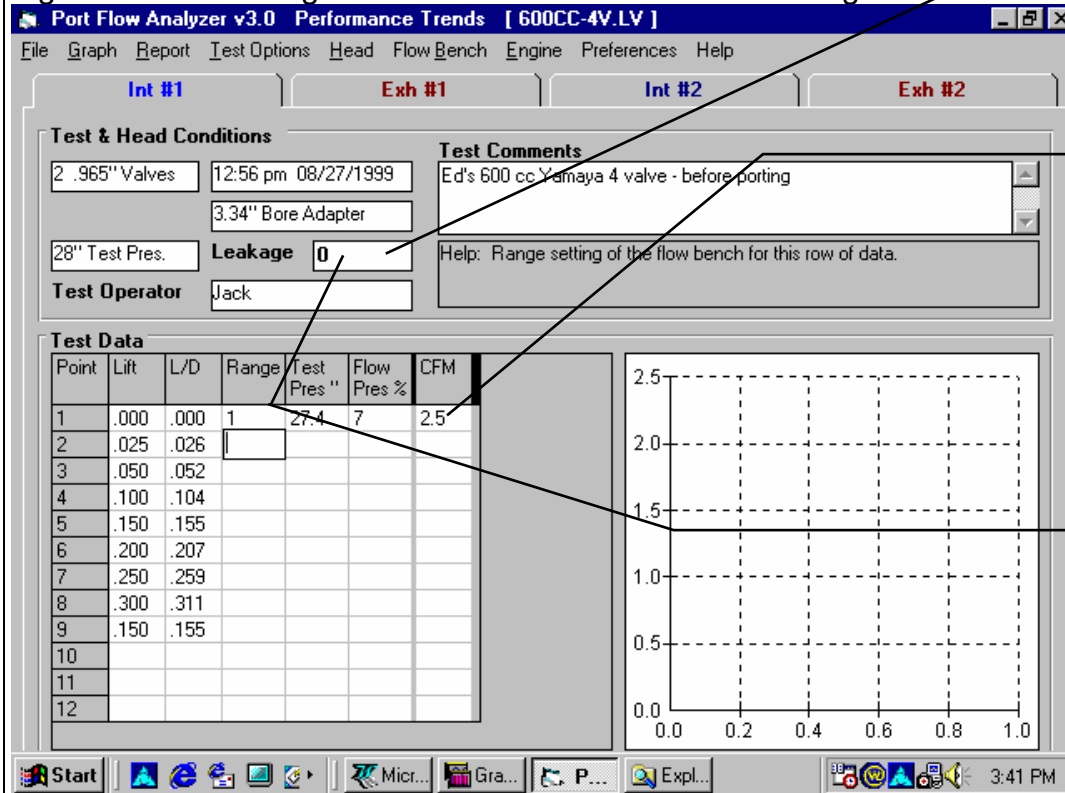 Port Flow Analyzer v3.0 Performance Trends [ 600CC-4V.LV ]
File Graph Report Test Options Head Flow Bench Engine Preferences Help
Int #1 Exh #1 Int #2 Exh #2
Test & Head Conditions
2 .965" Valves
12:56 pm 08/27/1999
3.34" Bore Adapter
28" Test Pres.
Leakage 0
Test Operator Jack
Test Comments
Ed's 600 cc Yamaya 4 valve - before porting
Help: Range setting of the flow bench for this row of data.
Test Data
Point Lift L/D Range Test Pres " Flow Pres % CFM
1 .000 .000 1 27.4 7 2.5
2 .025 .026
3 .050 .052
4 .100 .104
5 .150 .155
6 .200 .207
7 .250 .259
8 .300 .311
9 .150 .155
10
11
12
2.5
2.0
1.5
1.0
0.5
0.0
0.0 0.2 0.4 0.6 0.8 1.0
Start Micr... Gra... P... Expl... 3:41 PM